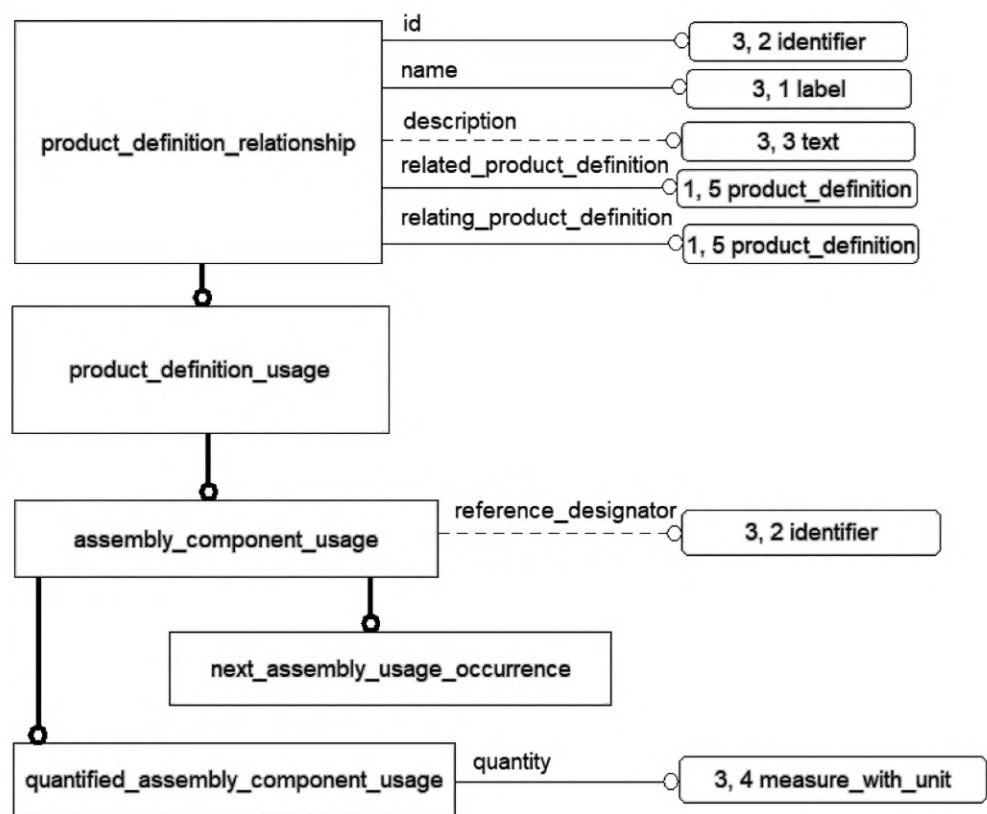 id
3, 2 identifier
name
3, 1 label
product_definition_relationship
description
3, 3 text
related_product_definition
1, 5 product_definition
relating_product_definition
1, 5 product_definition
product_definition_usage
reference_designator
assembly_component_usage
3, 2 identifier
next_assembly_usage_occurrence
quantity
quantified_assembly_component_usage
3, 4 measure_with_unit